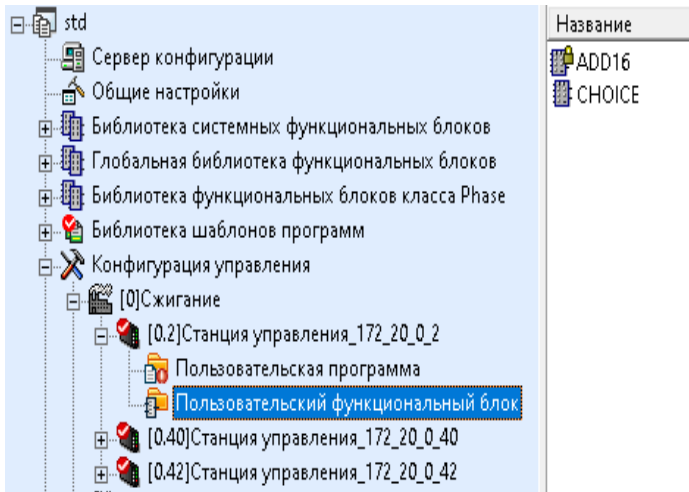 std
Сервер конфигурации
Общие настройки
Библиотека системных функциональных блоков
Глобальная библиотека функциональных блоков
Библиотека функциональных блоков класса Phase
Библиотека шаблонов программ
Конфигурация управления
[0]Сжигание
[0.2]Станция управления_172_20_0_2
Пользовательская программа
Пользовательский функциональный блок
[0.40]Станция управления_172_20_0_40
[0.42]Станция управления_172_20_0_42
Название
ADD16
CHOICE